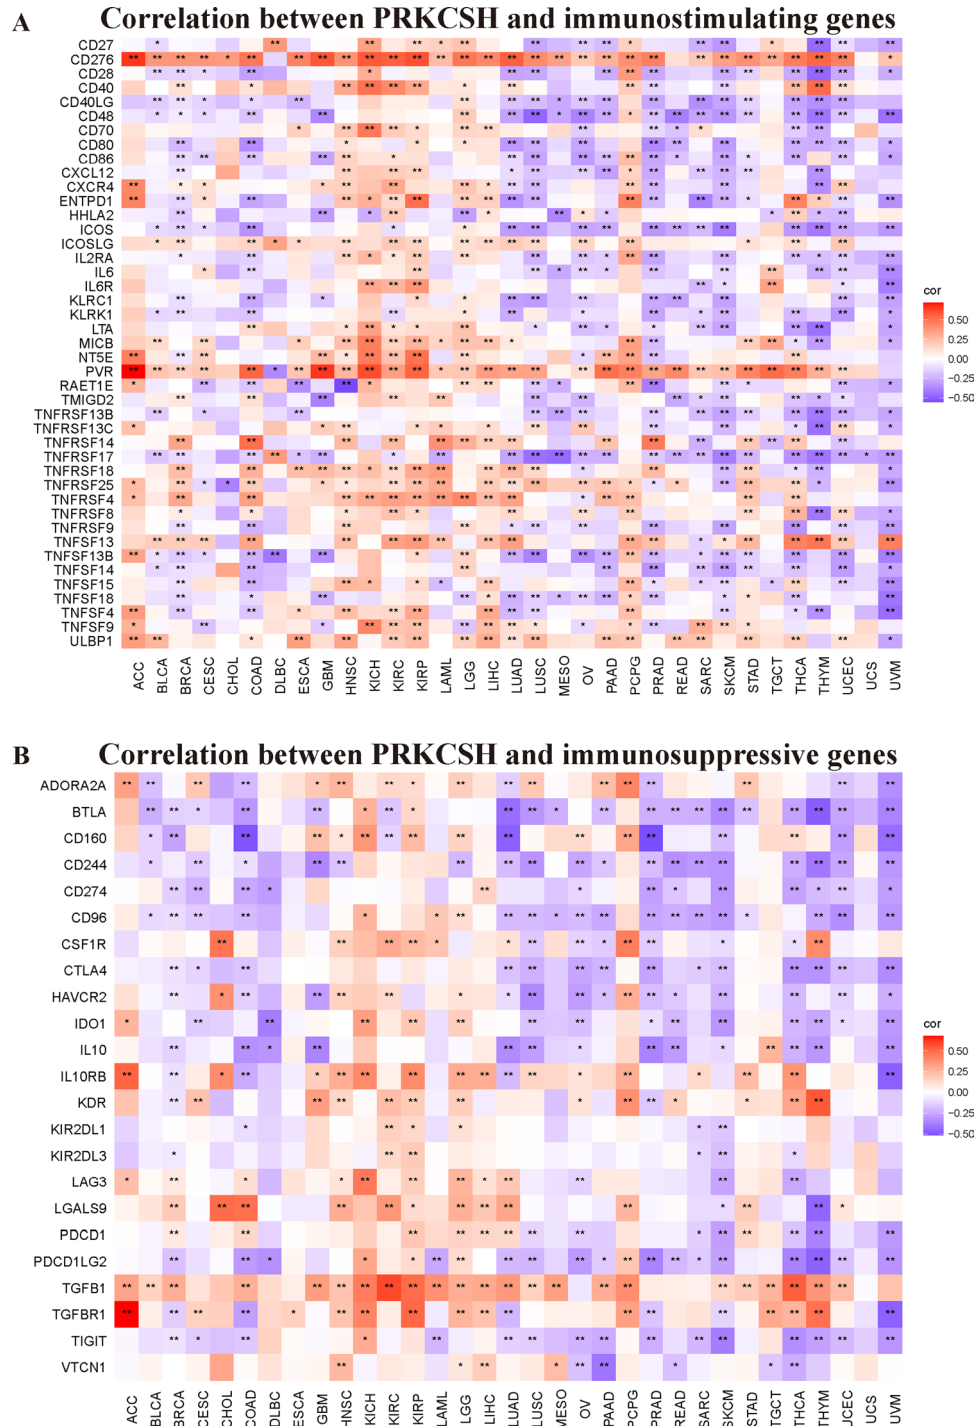 A
Correlation between PRKCSH and immunostimulating genes
CD27
CD276
CD28
CD40
CD40LG
CD48
CD70
CD80
CD86
CXCL12
CXCR4
ENTPD1
HHLA2
ICOS
ICOSLG
IL2RA
IL6
IL6R
KLRC1
KLRK1
LTA
MICB
NT5E
PVR
RAET1E
TMIGD2
TNFRSF13B
TNFRSF13C
TNFRSF14
TNFRSF17
TNFRSF18
TNFRSF25
TNFRSF4
TNFRSF8
TNFRSF9
TNFSF13
TNFSF13B
TNFSF14
TNFSF15
TNFSF18
TNFSF4
TNFSF9
ULBP1
ACC BLCA BRCA CESC CHOL COAD DLBC ESCA GBM HNSC KICH KIRC KIRP LAML LGG LIHC LUAD LUSC MESO OV PAAD PCPG PRAD READ SARC SKCM STAD TGCT THCA THYM UCEC UCS UVM
cor
0.50
0.25
0.00
−0.25
−0.50
B
Correlation between PRKCSH and immunosuppressive genes
ADORA2A
BTLA
CD160
CD244
CD274
CD96
CSF1R
CTLA4
HAVCR2
IDO1
IL10
IL10RB
KDR
KIR2DL1
KIR2DL3
LAG3
LGALS9
PDCD1
PDCD1LG2
TGFB1
TGFBR1
TIGIT
VTCN1
ACC BLCA BRCA CESC CHOL COAD DLBC ESCA GBM HNSC KICH KIRC KIRP LAML LGG LIHC LUAD LUSC MESO OV PAAD PCPG PRAD READ SARC SKCM STAD TGCT THCA THYM UCEC UCS UVM
cor
0.50
0.25
0.00
−0.25
−0.50